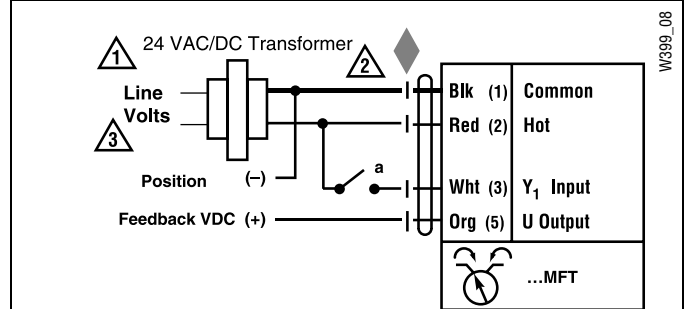 W399_08
1
24 VAC/DC Transformer
2
Line
Volts
3
Blk (1) Common
Red (2) Hot
a
Position (–)
Wht (3) Y₁ Input
Feedback VDC (+)
Org (5) U Output
...MFT